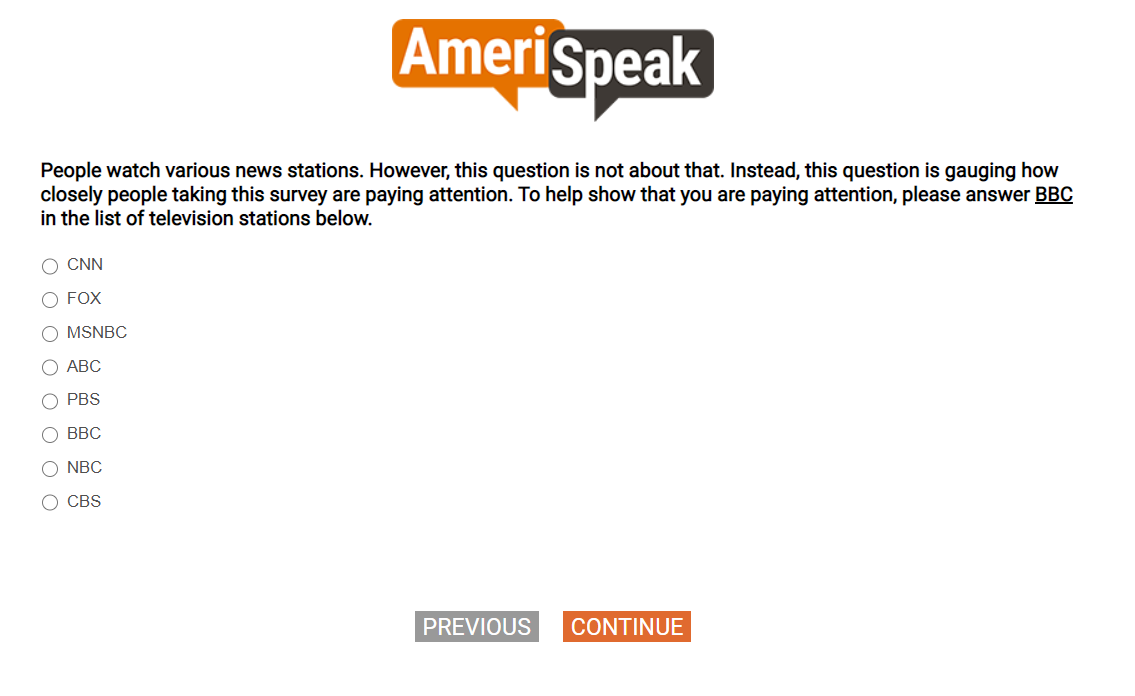 AmeriSpeak
People watch various news stations. However, this question is not about that. Instead, this question is gauging how
closely people taking this survey are paying attention. To help show that you are paying attention, please answer BBC
in the list of television stations below.
CNN
FOX
MSNBC
ABC
PBS
BBC
NBC
CBS
PREVIOUS CONTINUE